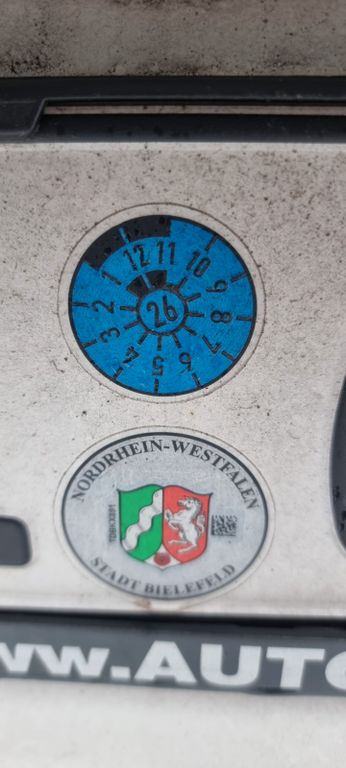 12 11 10 9 8 7 6 5 4 3 2 1
26
NORDRHEIN-WESTFALEN
STADT BIELEFELD
WW.AUTO